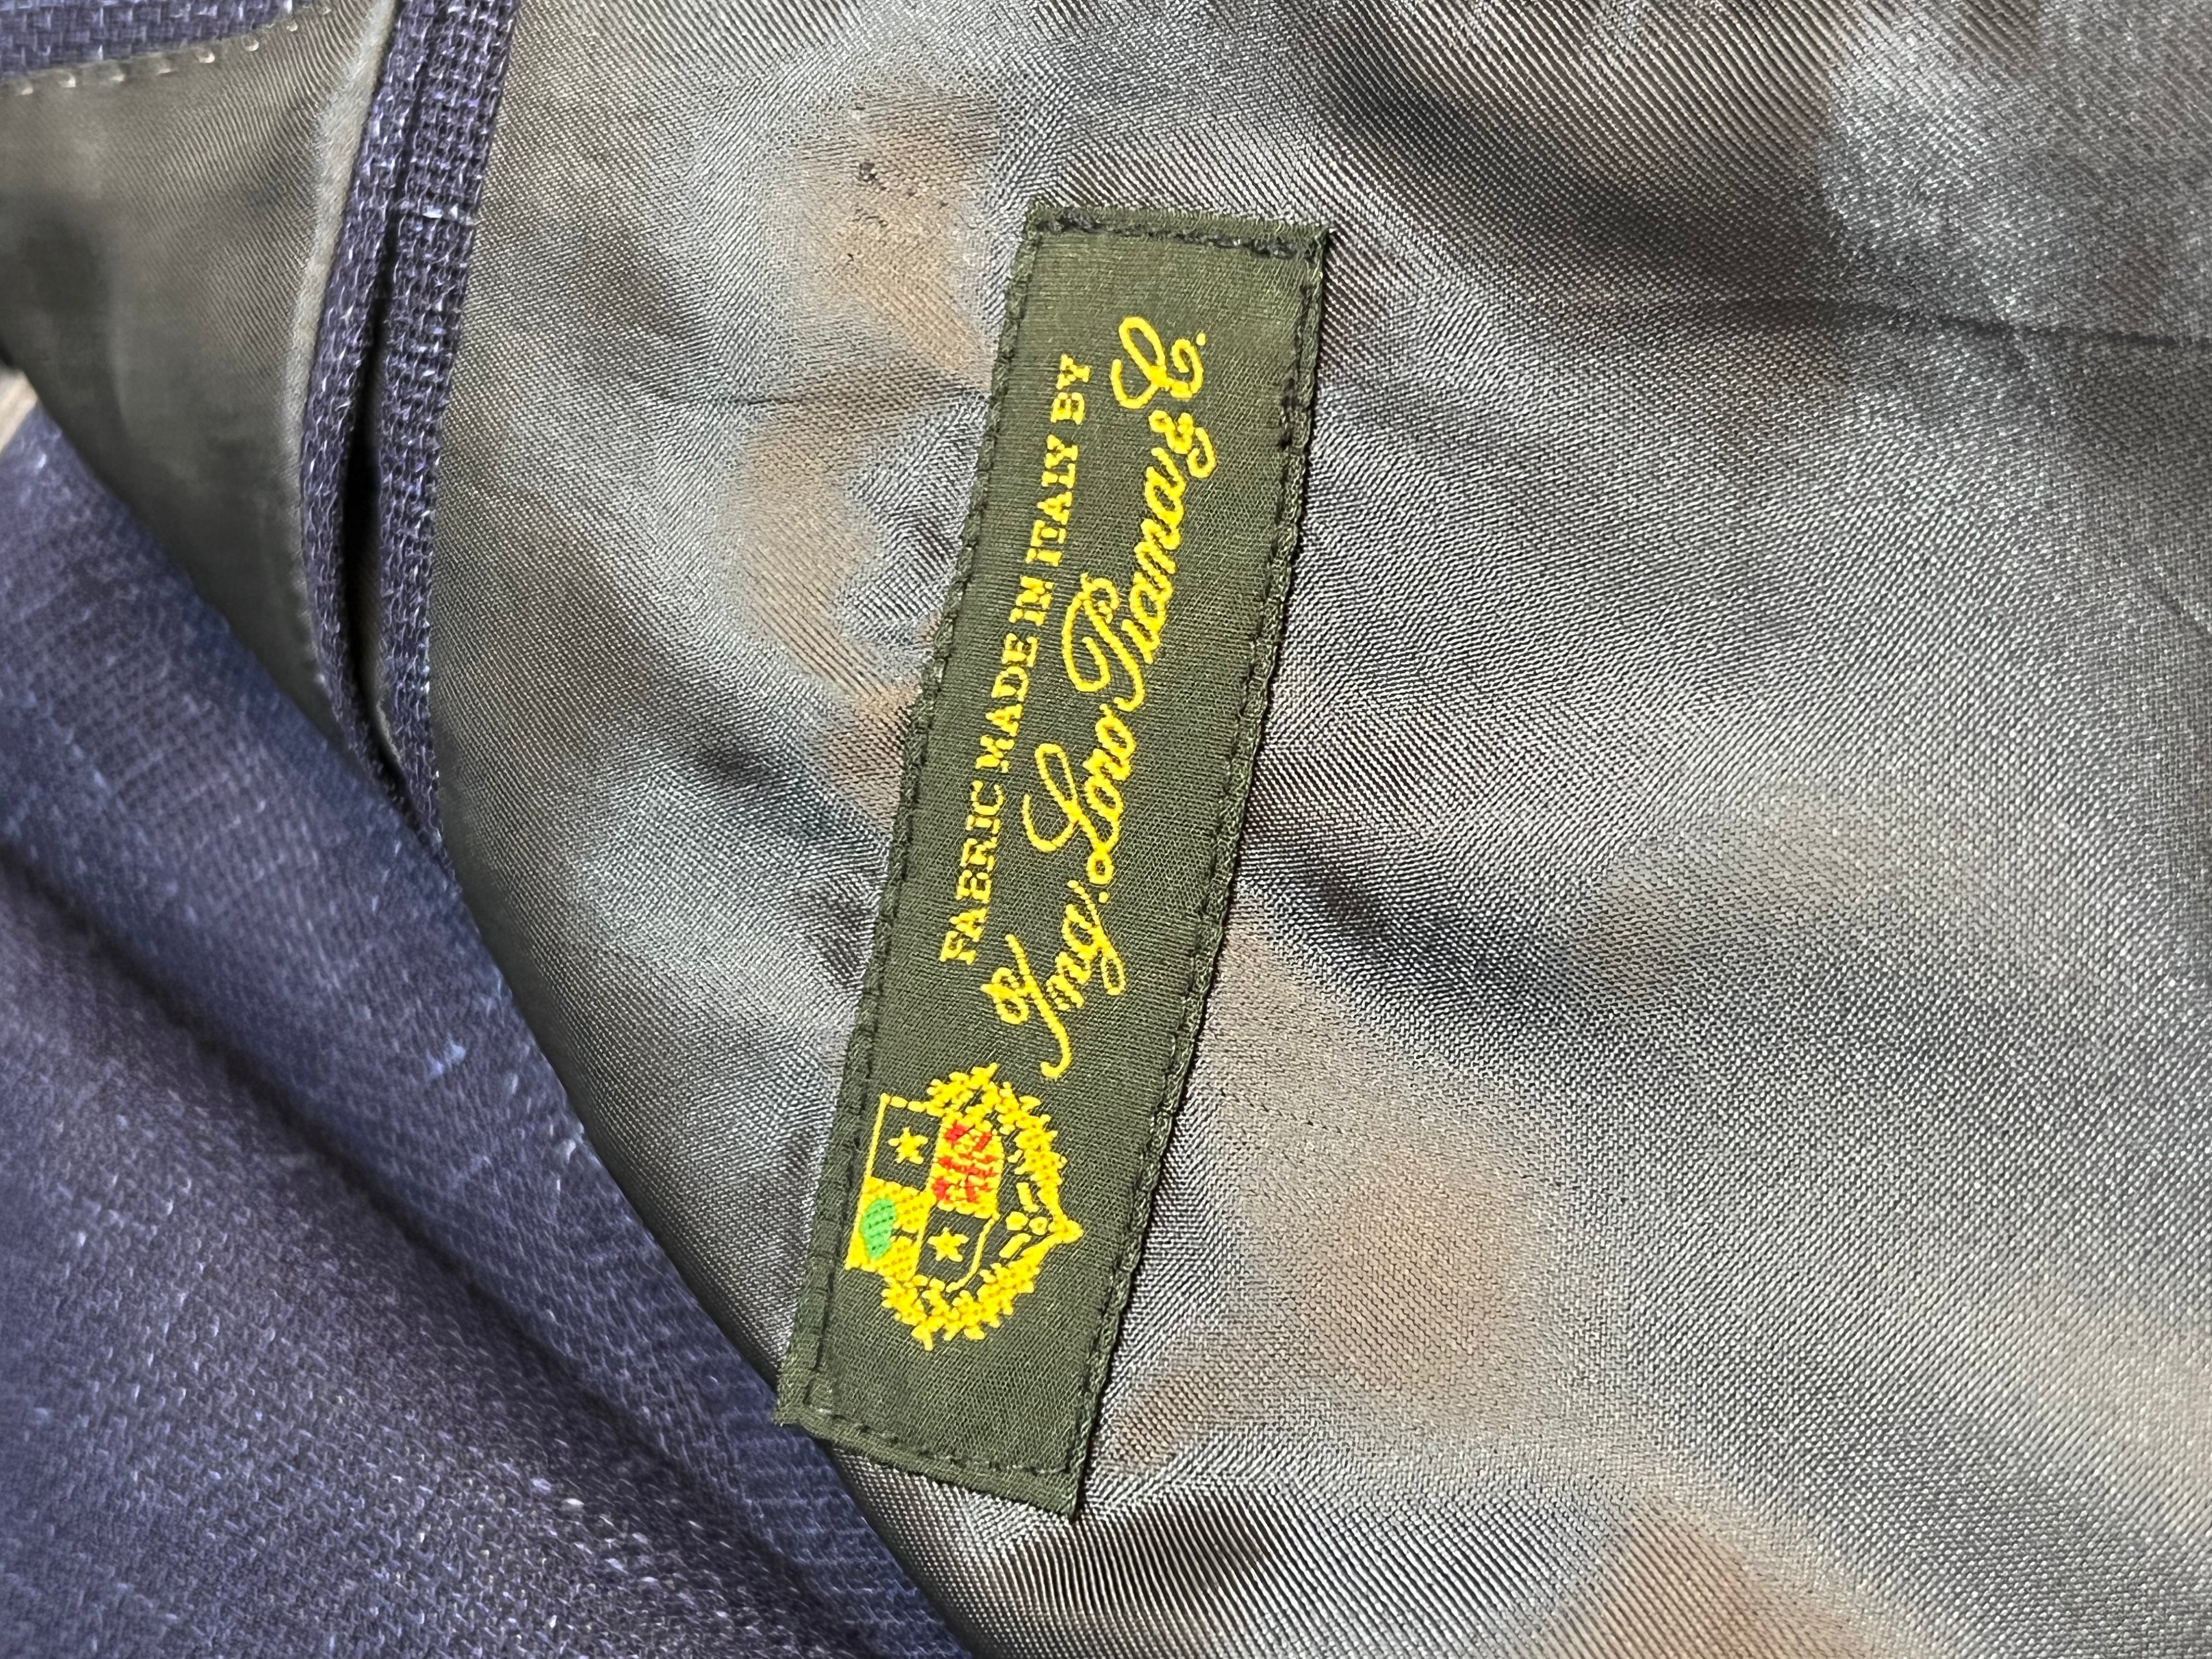 FABRIC MADE IN ITALY BY
Ing. Loro Piana & C.